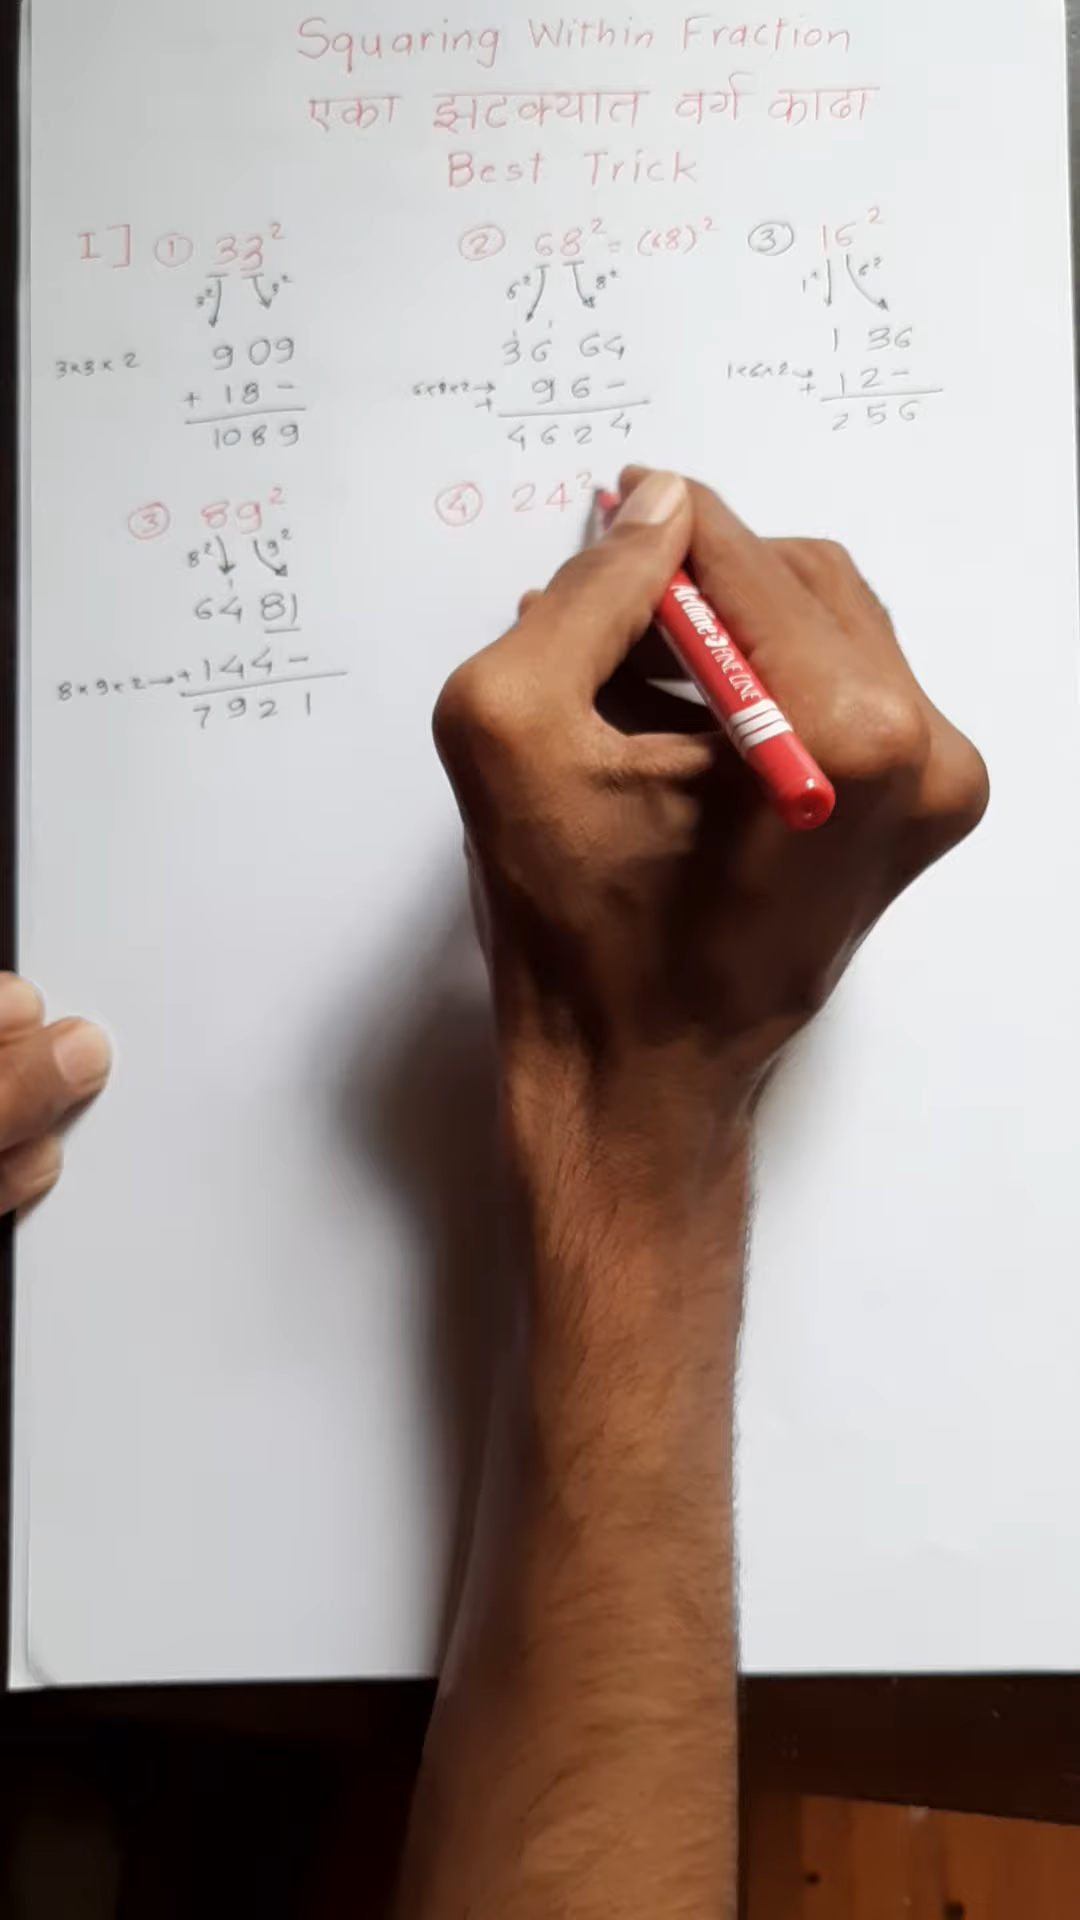 Squaring Within Fraction
एका झटक्यात वर्ग काढा
Best Trick
I] ① 33²
3² 3²
909
3×3×2
+ 18 -
1089
② 68² = (68)²
6² 8²
1 1
36 64
6×8×2→
+ 96 -
4624
③ 16²
1² 6²
1 36
1×6×2→
+ 12 -
256
③ 89²
8² 9²
1
6481
8×9×2→ +144 -
7921
④ 24²
Artline FINE LINE